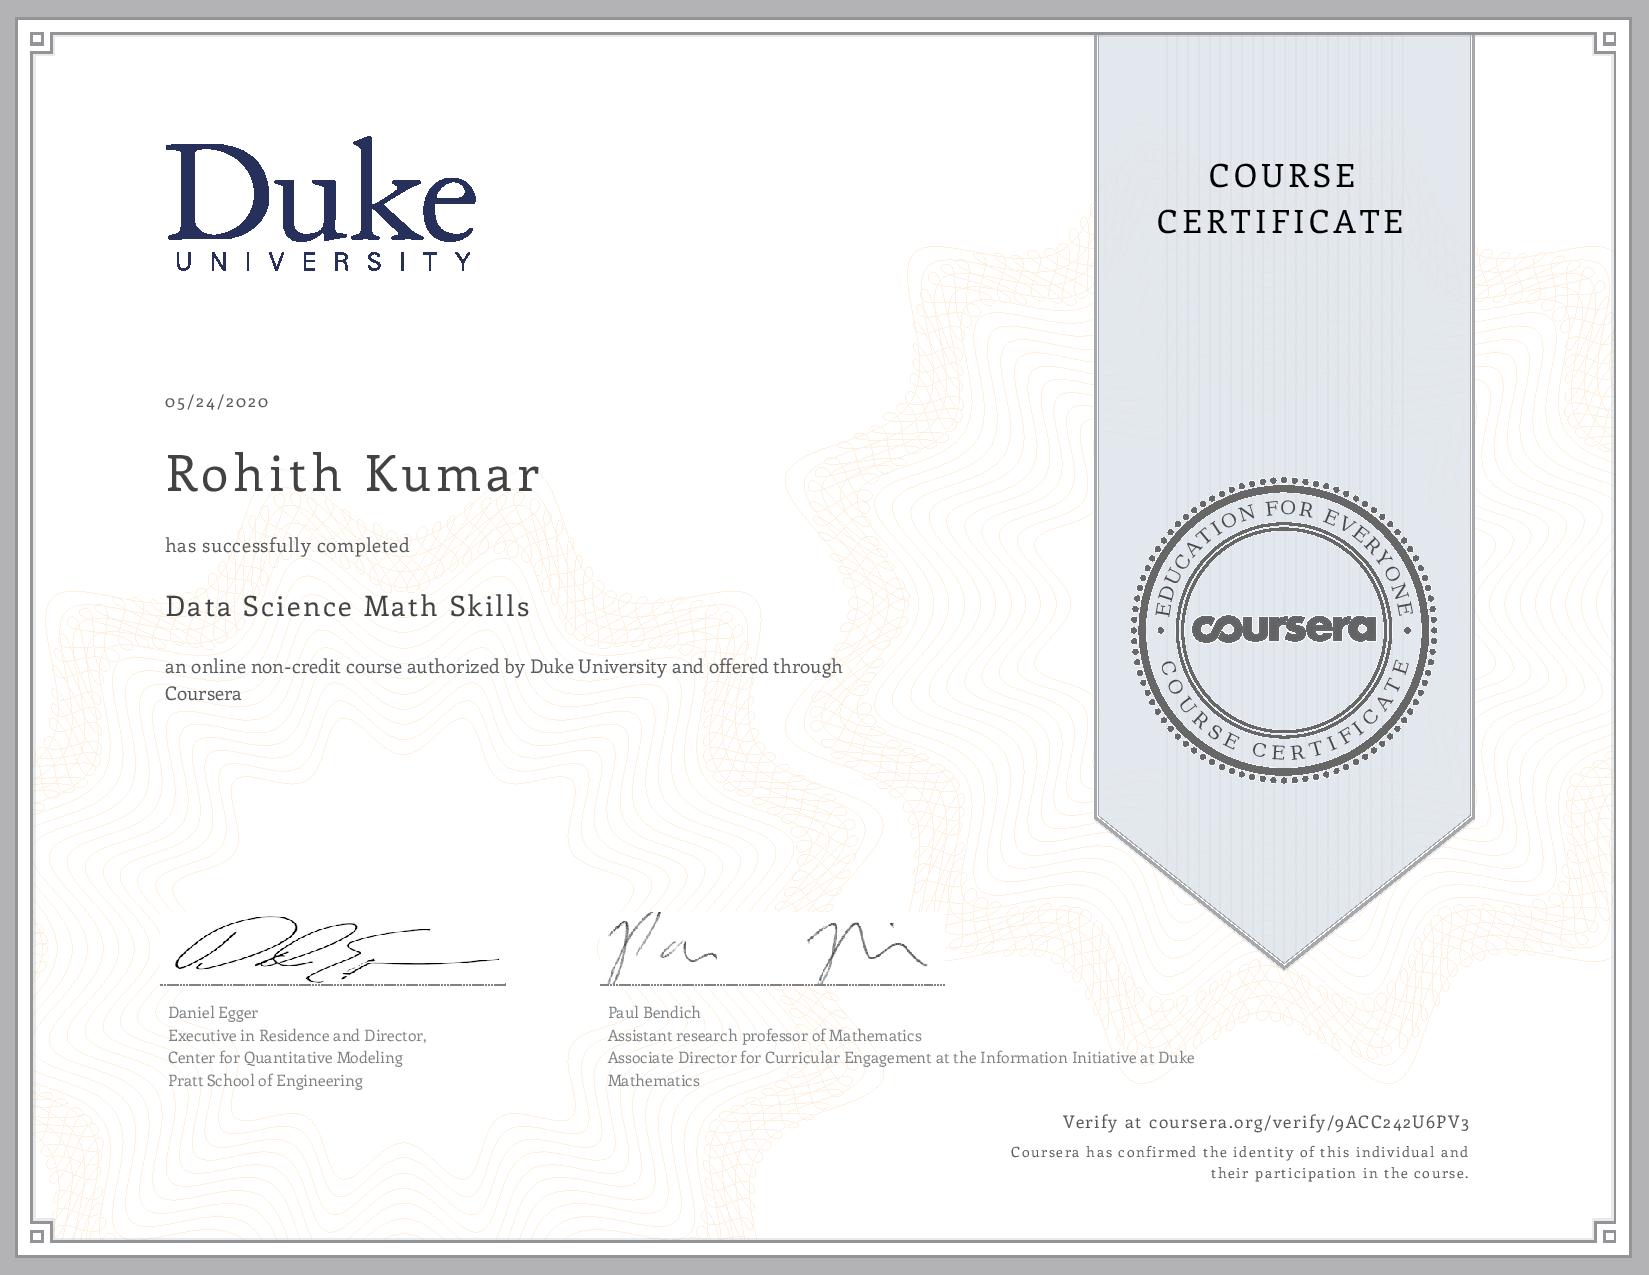 Duke
UNIVERSITY
COURSE
CERTIFICATE
05/24/2020
Rohith Kumar
has successfully completed
Data Science Math Skills
an online non-credit course authorized by Duke University and offered through
Coursera
EDUCATION FOR EVERYONE
coursera
COURSE CERTIFICATE
Daniel Egger
Executive in Residence and Director,
Center for Quantitative Modeling
Pratt School of Engineering
Paul Bendich
Assistant research professor of Mathematics
Associate Director for Curricular Engagement at the Information Initiative at Duke
Mathematics
Verify at coursera.org/verify/9ACC242U6PV3
Coursera has confirmed the identity of this individual and
their participation in the course.